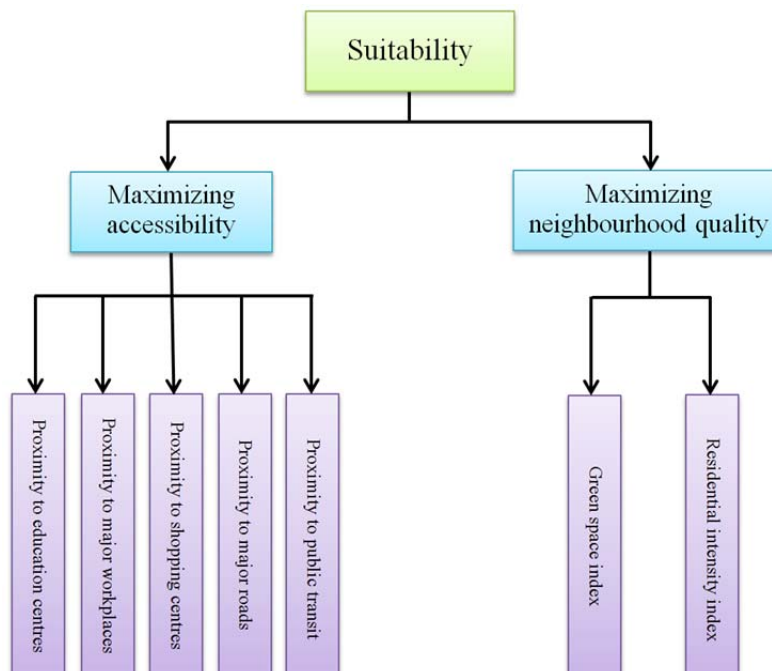 Suitability
Maximizing
accessibility
Maximizing
neighbourhood quality
Proximity to education centres
Proximity to major workplaces
Proximity to shopping centres
Proximity to major roads
Proximity to public transit
Green space index
Residential intensity index